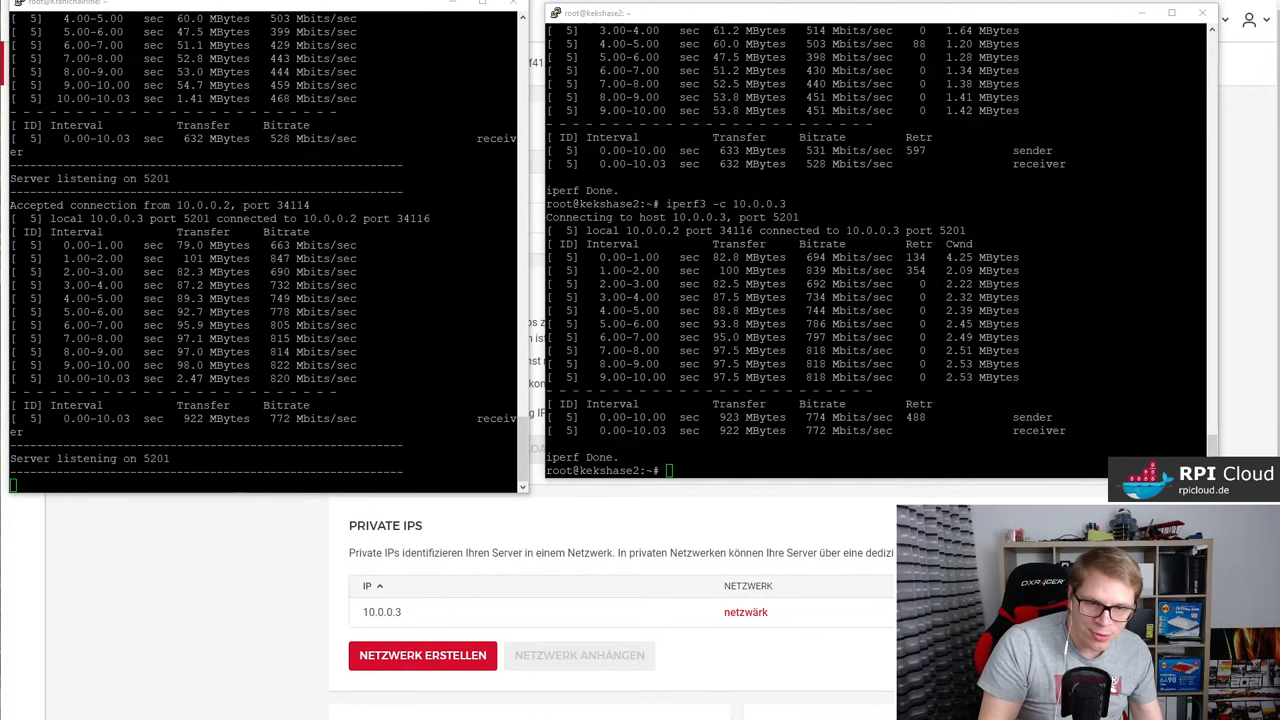 root@Kranichairline: ~
[  5]   4.00-5.00   sec  60.0 MBytes   503 Mbits/sec
[  5]   5.00-6.00   sec  47.5 MBytes   399 Mbits/sec
[  5]   6.00-7.00   sec  51.1 MBytes   429 Mbits/sec
[  5]   7.00-8.00   sec  52.8 MBytes   443 Mbits/sec
[  5]   8.00-9.00   sec  53.0 MBytes   444 Mbits/sec
[  5]   9.00-10.00  sec  54.7 MBytes   459 Mbits/sec
[  5]  10.00-10.03  sec  1.41 MBytes   468 Mbits/sec
- - - - - - - - - - - - - - - - - - - - - - - - -
[ ID] Interval           Transfer     Bitrate
[  5]   0.00-10.03  sec   632 MBytes   528 Mbits/sec                  receiv
er
-----------------------------------------------------------
Server listening on 5201
-----------------------------------------------------------
Accepted connection from 10.0.0.2, port 34114
[  5] local 10.0.0.3 port 5201 connected to 10.0.0.2 port 34116
[ ID] Interval           Transfer     Bitrate
[  5]   0.00-1.00   sec  79.0 MBytes   663 Mbits/sec
[  5]   1.00-2.00   sec   101 MBytes   847 Mbits/sec
[  5]   2.00-3.00   sec  82.3 MBytes   690 Mbits/sec
[  5]   3.00-4.00   sec  87.2 MBytes   732 Mbits/sec
[  5]   4.00-5.00   sec  89.3 MBytes   749 Mbits/sec
[  5]   5.00-6.00   sec  92.7 MBytes   778 Mbits/sec
[  5]   6.00-7.00   sec  95.9 MBytes   805 Mbits/sec
[  5]   7.00-8.00   sec  97.1 MBytes   815 Mbits/sec
[  5]   8.00-9.00   sec  97.0 MBytes   814 Mbits/sec
[  5]   9.00-10.00  sec  98.0 MBytes   822 Mbits/sec
[  5]  10.00-10.03  sec  2.47 MBytes   820 Mbits/sec
- - - - - - - - - - - - - - - - - - - - - - - - -
[ ID] Interval           Transfer     Bitrate
[  5]   0.00-10.03  sec   922 MBytes   772 Mbits/sec                  receiv
er
-----------------------------------------------------------
Server listening on 5201
-----------------------------------------------------------
root@kekshase2: ~
[  5]   3.00-4.00   sec  61.2 MBytes   514 Mbits/sec    0   1.64 MBytes
[  5]   4.00-5.00   sec  60.0 MBytes   503 Mbits/sec   88   1.20 MBytes
[  5]   5.00-6.00   sec  47.5 MBytes   398 Mbits/sec    0   1.28 MBytes
[  5]   6.00-7.00   sec  51.2 MBytes   430 Mbits/sec    0   1.34 MBytes
[  5]   7.00-8.00   sec  52.5 MBytes   440 Mbits/sec    0   1.38 MBytes
[  5]   8.00-9.00   sec  53.8 MBytes   451 Mbits/sec    0   1.41 MBytes
[  5]   9.00-10.00  sec  53.8 MBytes   451 Mbits/sec    0   1.42 MBytes
- - - - - - - - - - - - - - - - - - - - - - - - -
[ ID] Interval           Transfer     Bitrate         Retr
[  5]   0.00-10.00  sec   633 MBytes   531 Mbits/sec  597             sender
[  5]   0.00-10.03  sec   632 MBytes   528 Mbits/sec                  receiver
iperf Done.
root@kekshase2:~# iperf3 -c 10.0.0.3
Connecting to host 10.0.0.3, port 5201
[  5] local 10.0.0.2 port 34116 connected to 10.0.0.3 port 5201
[ ID] Interval           Transfer     Bitrate         Retr  Cwnd
[  5]   0.00-1.00   sec  82.8 MBytes   694 Mbits/sec  134   4.25 MBytes
[  5]   1.00-2.00   sec   100 MBytes   839 Mbits/sec  354   2.09 MBytes
[  5]   2.00-3.00   sec  82.5 MBytes   692 Mbits/sec    0   2.22 MBytes
[  5]   3.00-4.00   sec  87.5 MBytes   734 Mbits/sec    0   2.32 MBytes
[  5]   4.00-5.00   sec  88.8 MBytes   744 Mbits/sec    0   2.39 MBytes
[  5]   5.00-6.00   sec  93.8 MBytes   786 Mbits/sec    0   2.45 MBytes
[  5]   6.00-7.00   sec  95.0 MBytes   797 Mbits/sec    0   2.49 MBytes
[  5]   7.00-8.00   sec  97.5 MBytes   818 Mbits/sec    0   2.51 MBytes
[  5]   8.00-9.00   sec  97.5 MBytes   818 Mbits/sec    0   2.53 MBytes
[  5]   9.00-10.00  sec  97.5 MBytes   818 Mbits/sec    0   2.53 MBytes
- - - - - - - - - - - - - - - - - - - - - - - - -
[ ID] Interval           Transfer     Bitrate         Retr
[  5]   0.00-10.00  sec   923 MBytes   774 Mbits/sec  488             sender
[  5]   0.00-10.03  sec   922 MBytes   772 Mbits/sec                  receiver
iperf Done.
root@kekshase2:~#
RPI Cloud
rpicloud.de
PRIVATE IPS
Private IPs identifizieren Ihren Server in einem Netzwerk. In privaten Netzwerken können Ihre Server über eine dedizi
IP NETZWERK
10.0.0.3 netzwärk
NETZWERK ERSTELLEN NETZWERK ANHÄNGEN
DXRACER